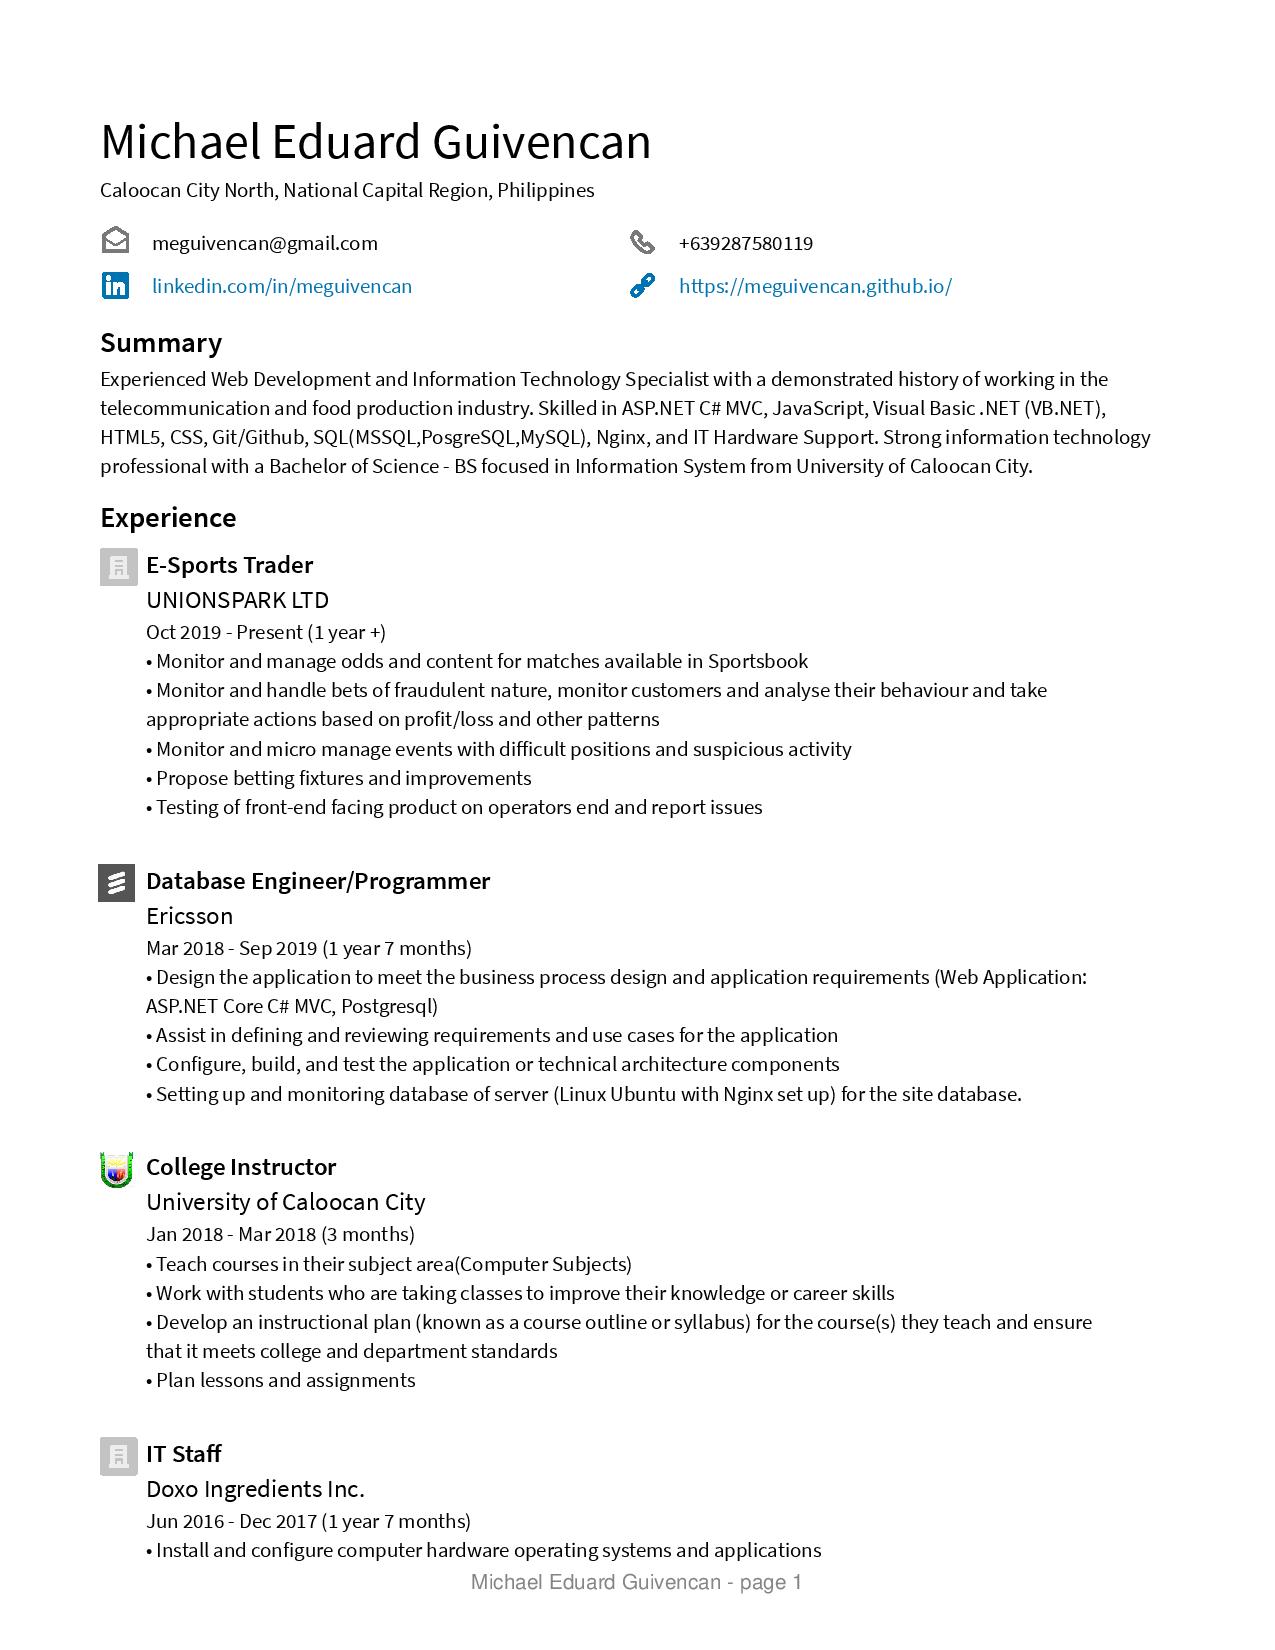 Michael Eduard Guivencan
Caloocan City North, National Capital Region, Philippines
meguivencan@gmail.com
+639287580119
linkedin.com/in/meguivencan
https://meguivencan.github.io/
Summary
Experienced Web Development and Information Technology Specialist with a demonstrated history of working in the
telecommunication and food production industry. Skilled in ASP.NET C# MVC, JavaScript, Visual Basic .NET (VB.NET),
HTML5, CSS, Git/Github, SQL(MSSQL,PosgreSQL,MySQL), Nginx, and IT Hardware Support. Strong information technology
professional with a Bachelor of Science - BS focused in Information System from University of Caloocan City.
Experience
E-Sports Trader
UNIONSPARK LTD
Oct 2019 - Present (1 year +)
• Monitor and manage odds and content for matches available in Sportsbook
• Monitor and handle bets of fraudulent nature, monitor customers and analyse their behaviour and take
appropriate actions based on profit/loss and other patterns
• Monitor and micro manage events with difficult positions and suspicious activity
• Propose betting fixtures and improvements
• Testing of front-end facing product on operators end and report issues
Database Engineer/Programmer
Ericsson
Mar 2018 - Sep 2019 (1 year 7 months)
• Design the application to meet the business process design and application requirements (Web Application:
ASP.NET Core C# MVC, Postgresql)
• Assist in defining and reviewing requirements and use cases for the application
• Configure, build, and test the application or technical architecture components
• Setting up and monitoring database of server (Linux Ubuntu with Nginx set up) for the site database.
College Instructor
University of Caloocan City
Jan 2018 - Mar 2018 (3 months)
• Teach courses in their subject area(Computer Subjects)
• Work with students who are taking classes to improve their knowledge or career skills
• Develop an instructional plan (known as a course outline or syllabus) for the course(s) they teach and ensure
that it meets college and department standards
• Plan lessons and assignments
IT Staff
Doxo Ingredients Inc.
Jun 2016 - Dec 2017 (1 year 7 months)
• Install and configure computer hardware operating systems and applications
Michael Eduard Guivencan - page 1